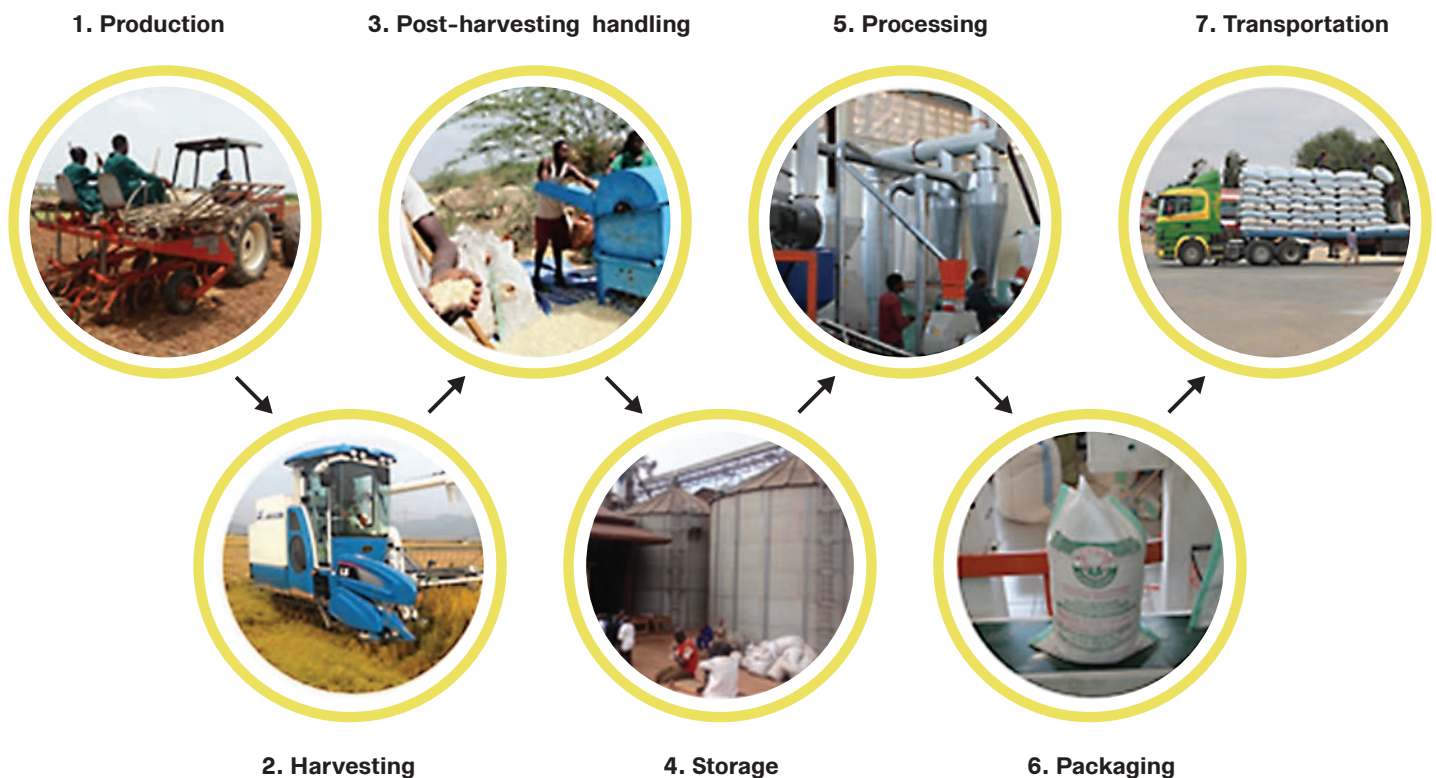 1. Production
3. Post-harvesting handling
5. Processing
7. Transportation
2. Harvesting
4. Storage
6. Packaging